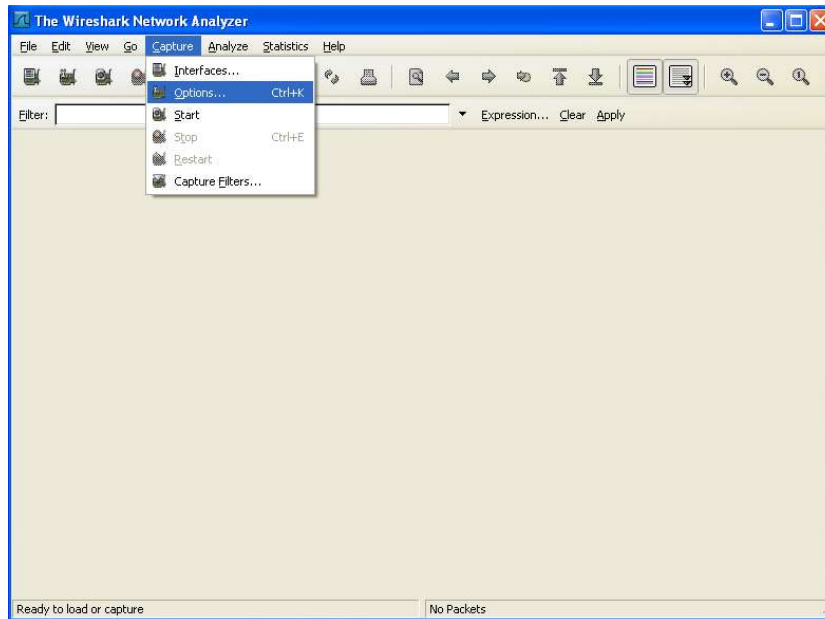 The Wireshark Network Analyzer
File Edit View Go Capture Analyze Statistics Help
Interfaces...
Options... Ctrl+K
Filter: Expression... Clear Apply
Start
Stop Ctrl+E
Restart
Capture Filters...
Ready to load or capture No Packets